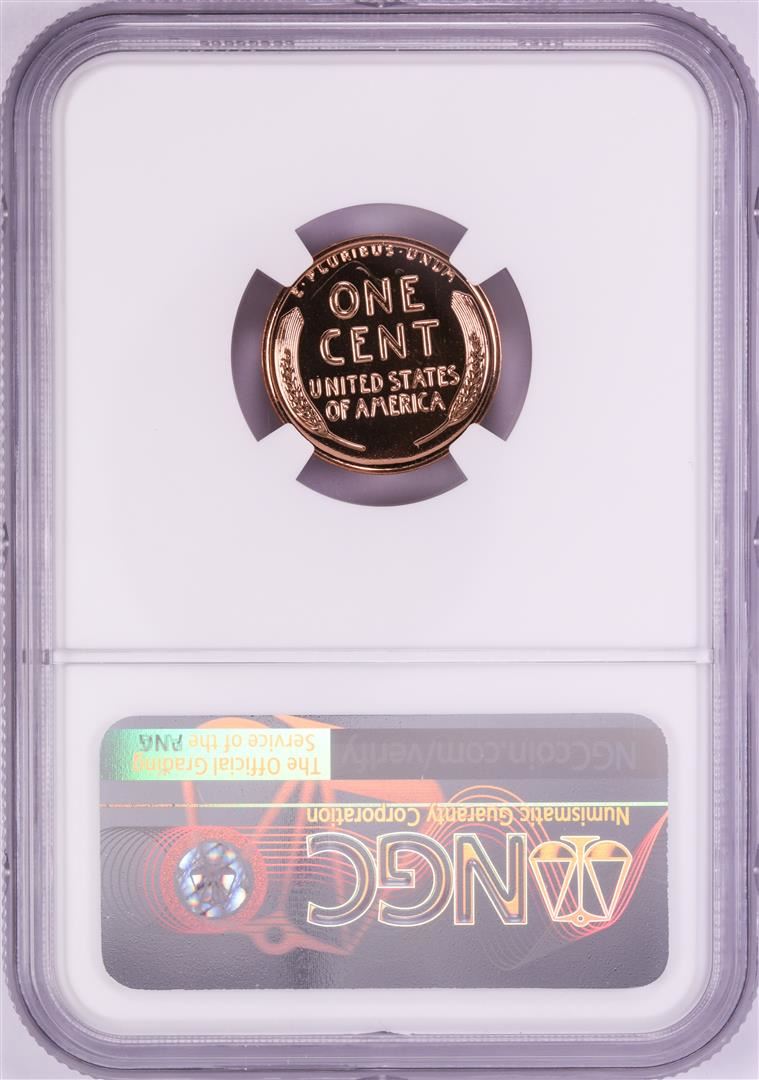 E·PLURIBUS·UNUM
ONE
CENT
UNITED STATES
OF AMERICA
NGC
Numismatic Guaranty Corporation
NGCcoin.com/verify
The Official Grading
Service of the PNG